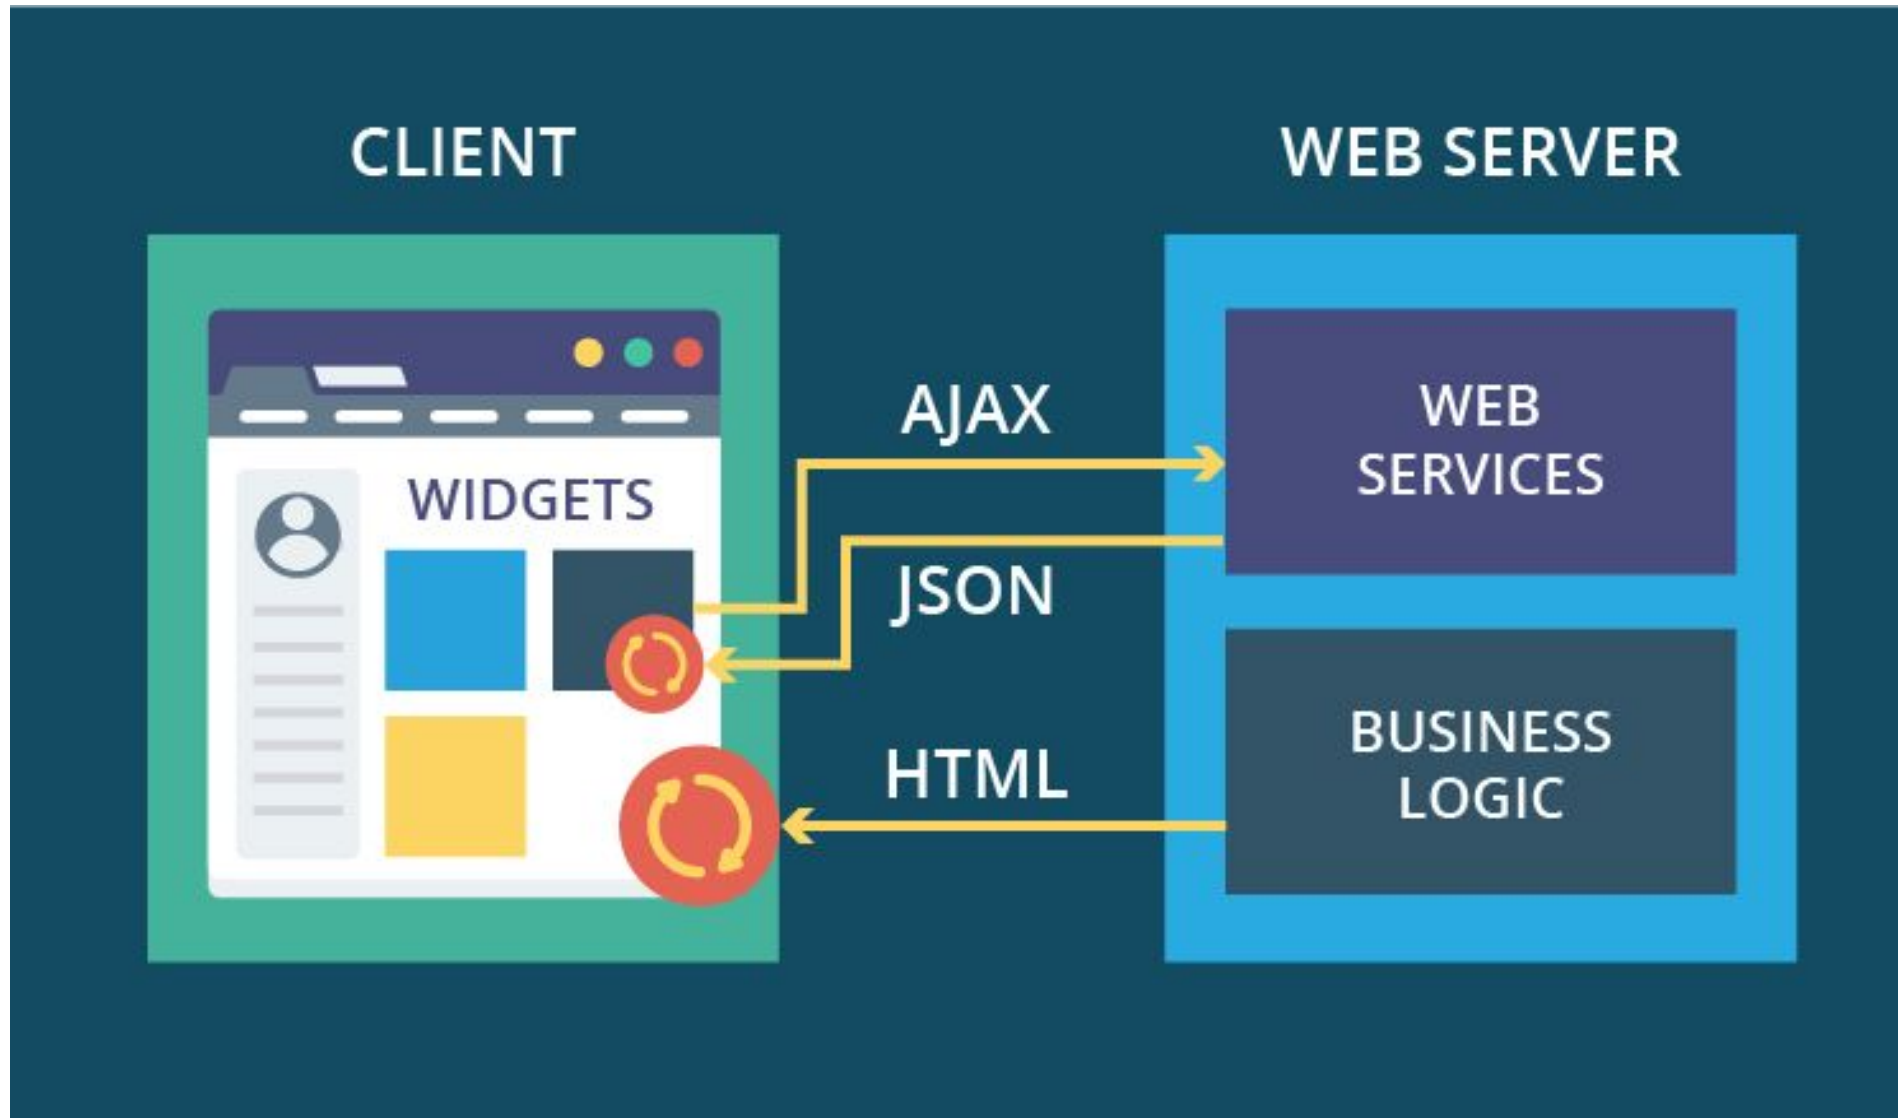 CLIENT
WEB SERVER
WIDGETS
AJAX
JSON
HTML
WEB
SERVICES
BUSINESS
LOGIC